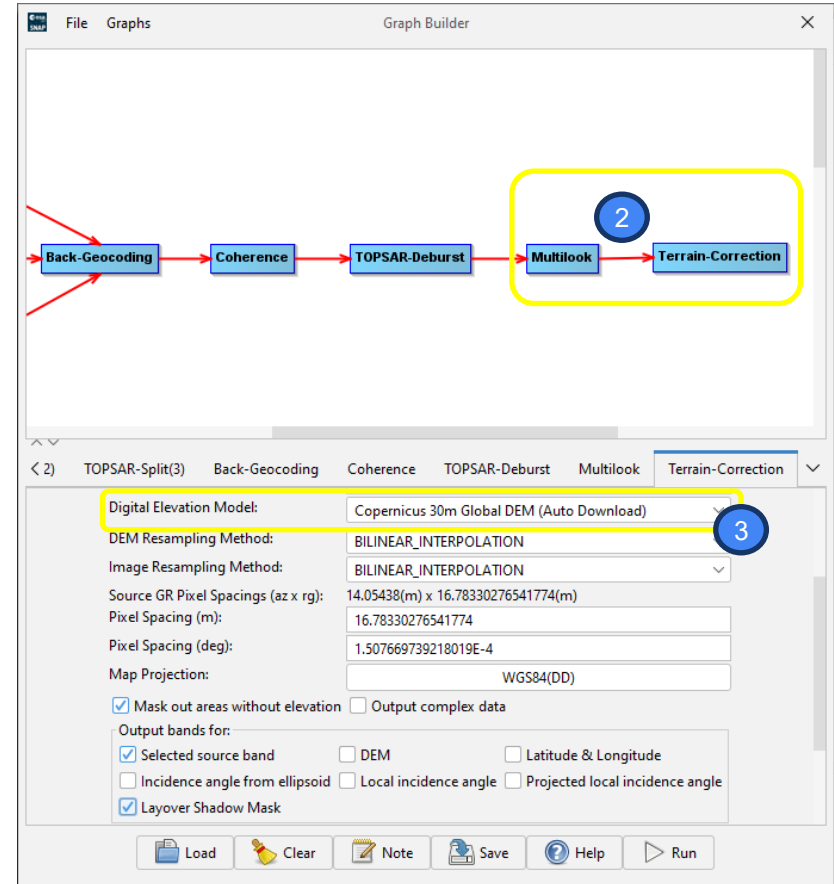 esa
SNAP
File Graphs Graph Builder
2
Back-Geocoding Coherence TOPSAR-Deburst Multilook Terrain-Correction
2) TOPSAR-Split(3) Back-Geocoding Coherence TOPSAR-Deburst Multilook Terrain-Correction
Digital Elevation Model: Copernicus 30m Global DEM (Auto Download)
3
DEM Resampling Method: BILINEAR_INTERPOLATION
Image Resampling Method: BILINEAR_INTERPOLATION
Source GR Pixel Spacings (az x rg): 14.05438(m) x 16.78330276541774(m)
Pixel Spacing (m): 16.78330276541774
Pixel Spacing (deg): 1.507669739218019E-4
Map Projection: WGS84(DD)
Mask out areas without elevation Output complex data
Output bands for:
Selected source band DEM Latitude & Longitude
Incidence angle from ellipsoid Local incidence angle Projected local incidence angle
Layover Shadow Mask
Load Clear Note Save Help Run